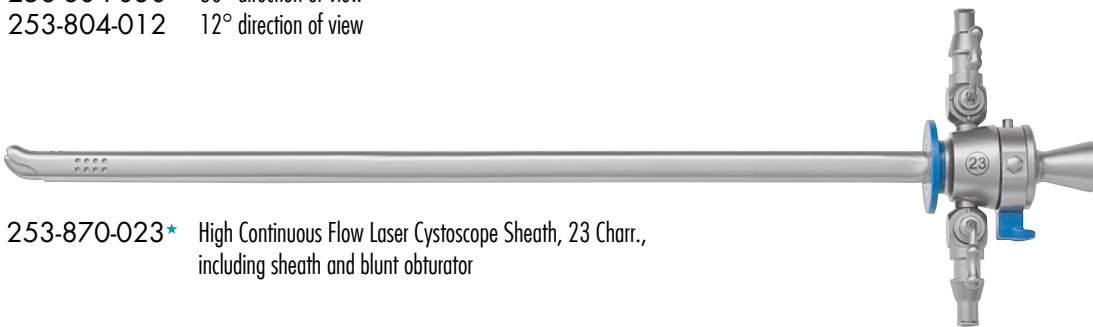 253-804-012 12° direction of view
23
253-870-023★ High Continuous Flow Laser Cystoscope Sheath, 23 Charr.,
including sheath and blunt obturator